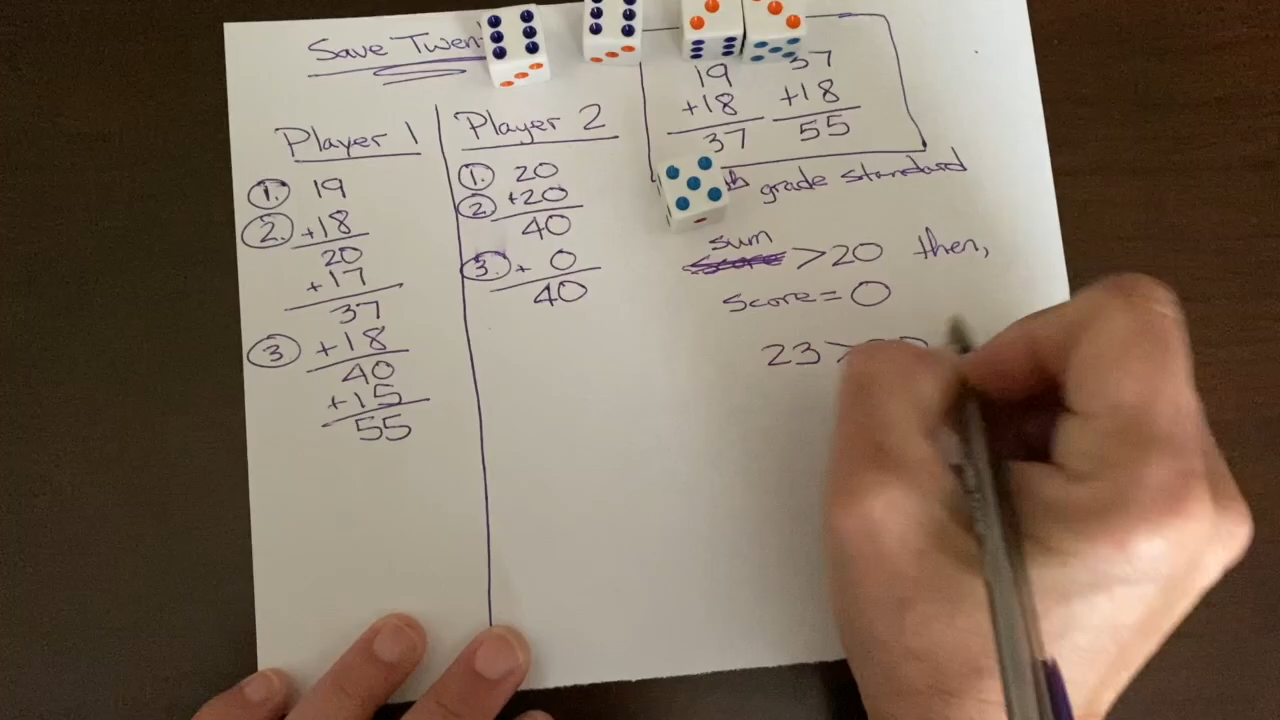 Save Twen
Player 1
① 19
②. +18
20
+17
37
③ +18
40
+15
55
Player 2
①. 20
②. +20
40
③. + 0
40
19
+18
37
37
+18
55
th grade standard
sum
score > 20 then,
Score = 0
23 >